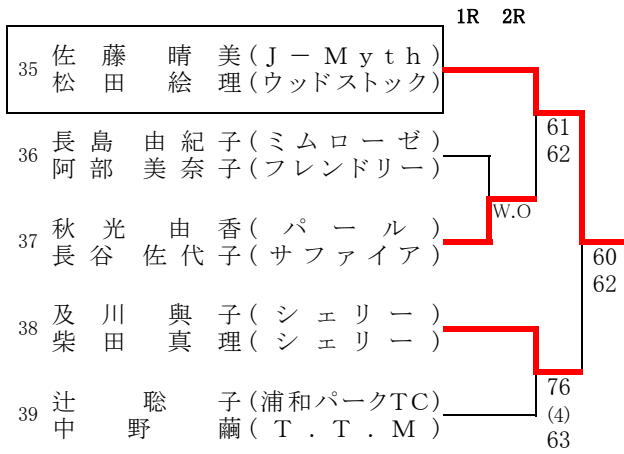 1R 2R
35 佐藤 晴美(J－Myth)
松田 絵理(ウッドストック)
61
62
36 長島 由紀子(ミムローゼ)
阿部 美奈子(フレンドリー)
W.O
37 秋光 由香(パール)
長谷 佐代子(サファイア)
60
62
38 及川 與子(シェリー)
柴田 真理(シェリー)
76
(4)
63
39 辻 聡子(浦和パークTC)
中野 繭(T.T.M)